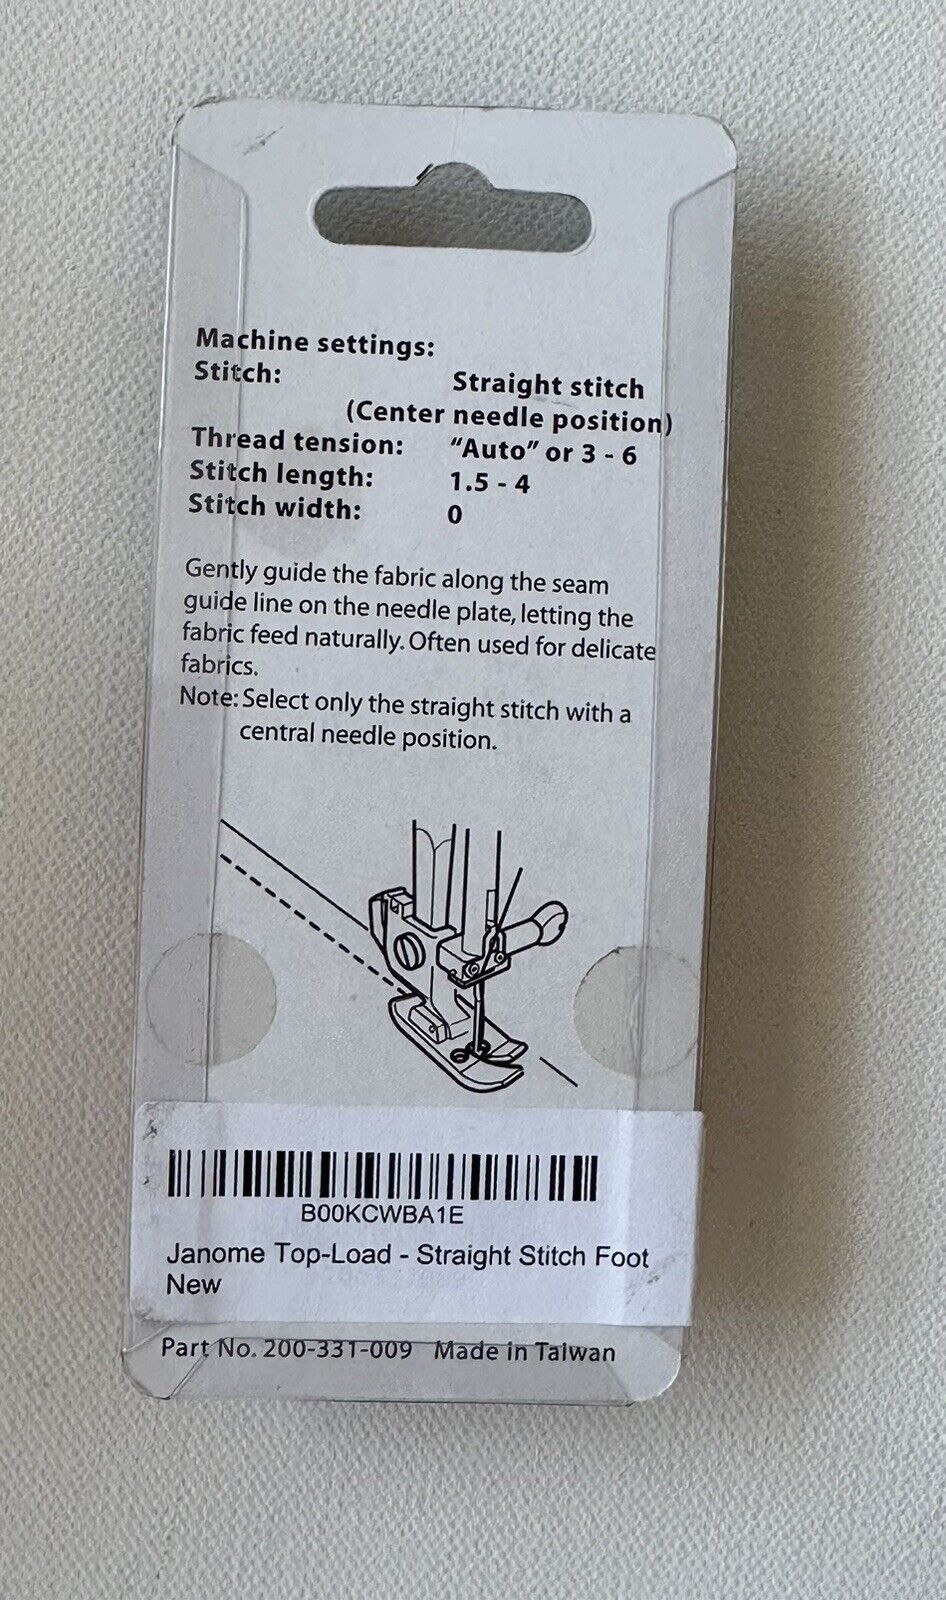 Machine settings:
Stitch: Straight stitch
(Center needle position)
Thread tension: “Auto” or 3 - 6
Stitch length: 1.5 - 4
Stitch width: 0
Gently guide the fabric along the seam
guide line on the needle plate, letting the
fabric feed naturally. Often used for delicate
fabrics.
Note: Select only the straight stitch with a
central needle position.
B00KCWBA1E
Janome Top-Load - Straight Stitch Foot
New
Part No. 200-331-009 Made in Taiwan